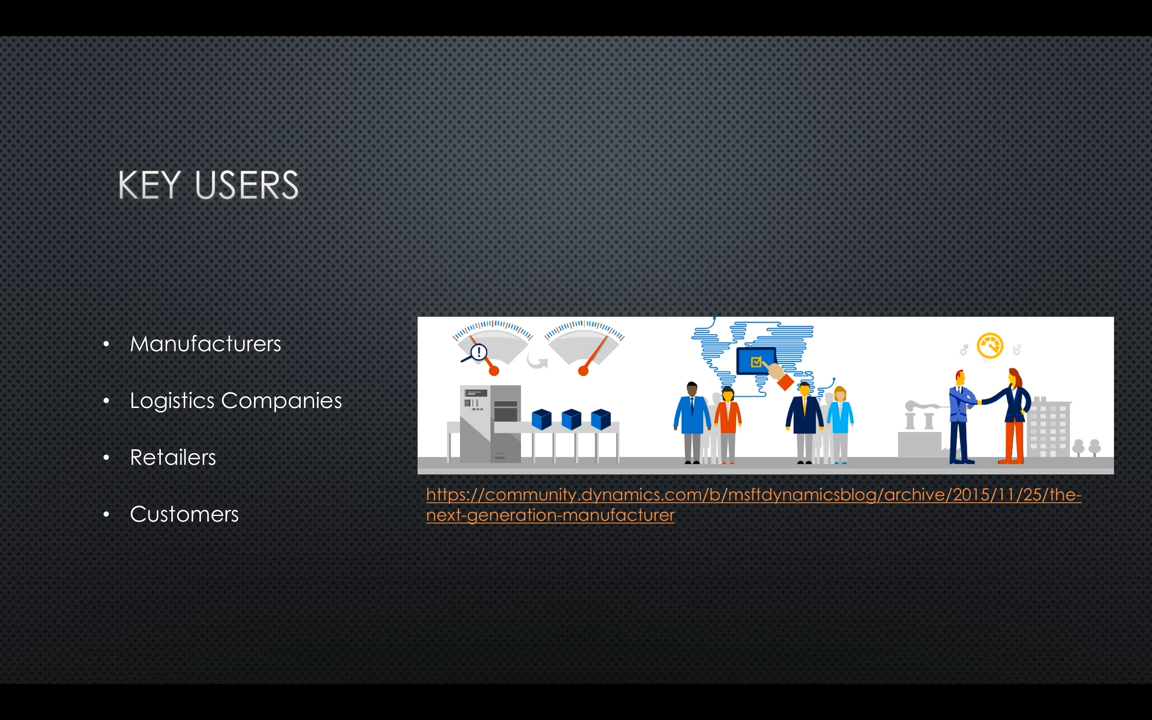 KEY USERS
• Manufacturers
• Logistics Companies
• Retailers
• Customers
https://community.dynamics.com/b/msftdynamicsblog/archive/2015/11/25/the-
next-generation-manufacturer